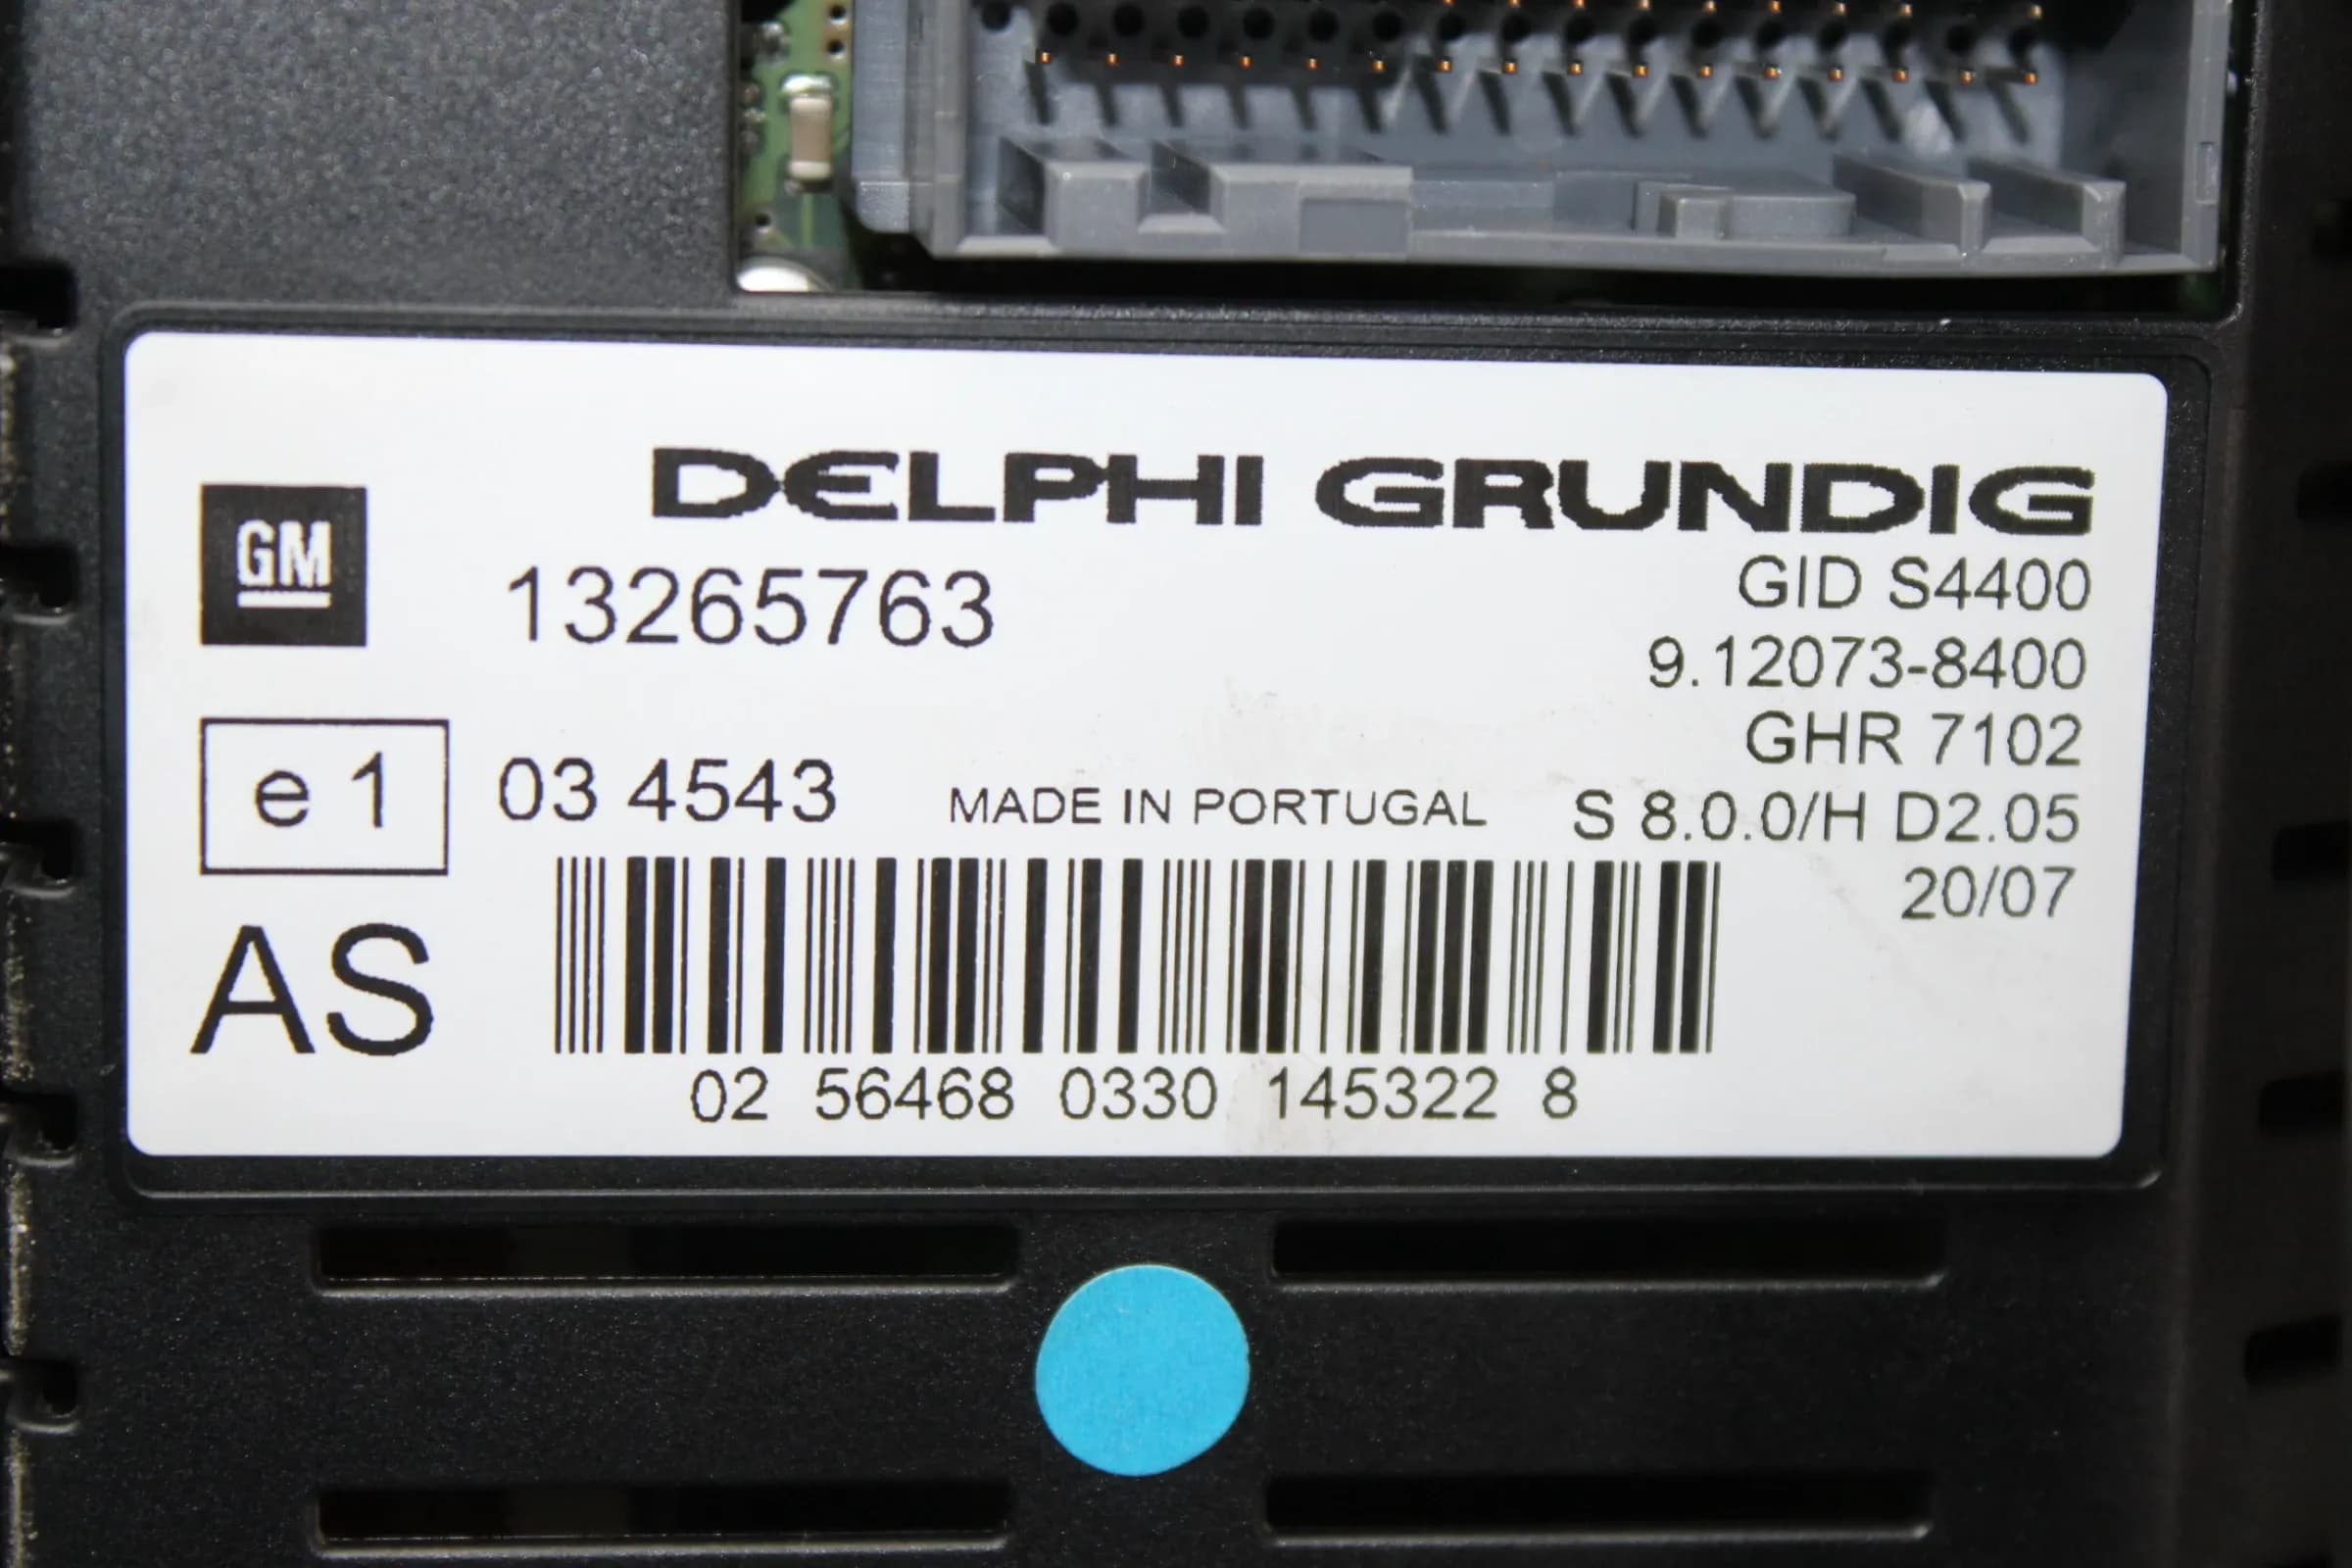 DELPHI GRUNDIG
GM
13265763
GID S4400
9.12073-8400
GHR 7102
e1
03 4543
MADE IN PORTUGAL
S 8.0.0/H D2.05
20/07
AS
02 56468 0330 145322 8